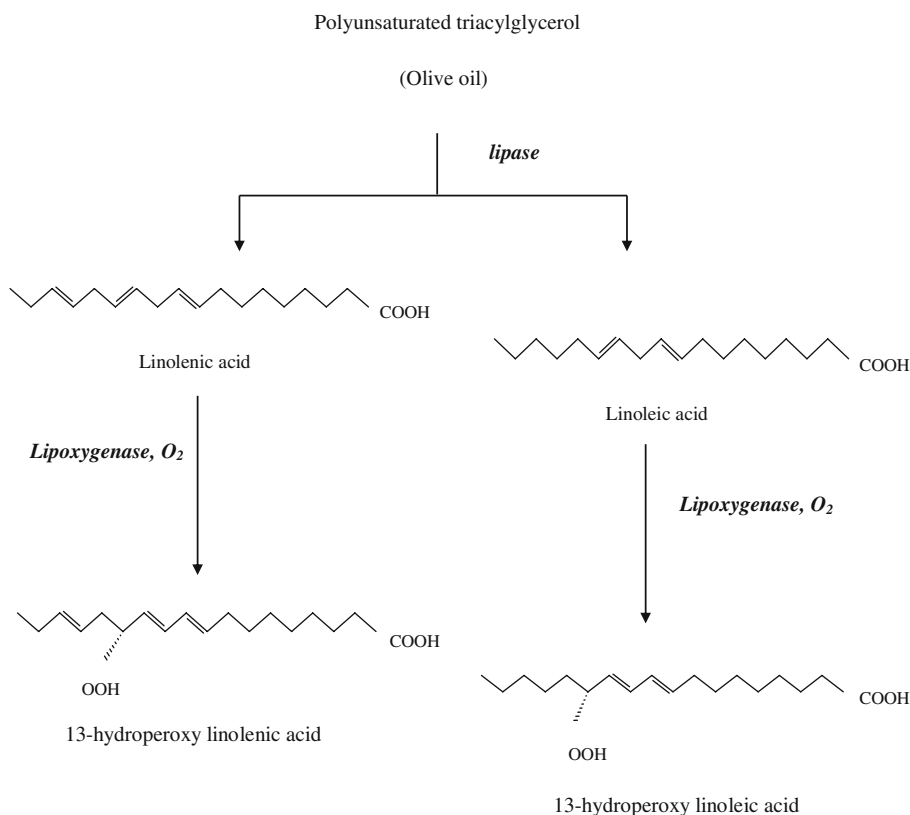 Polyunsaturated triacylglycerol
(Olive oil)
lipase
COOH
Linolenic acid
COOH
Linoleic acid
Lipoxygenase, O₂
Lipoxygenase, O₂
COOH
OOH
13-hydroperoxy linolenic acid
COOH
OOH
13-hydroperoxy linoleic acid